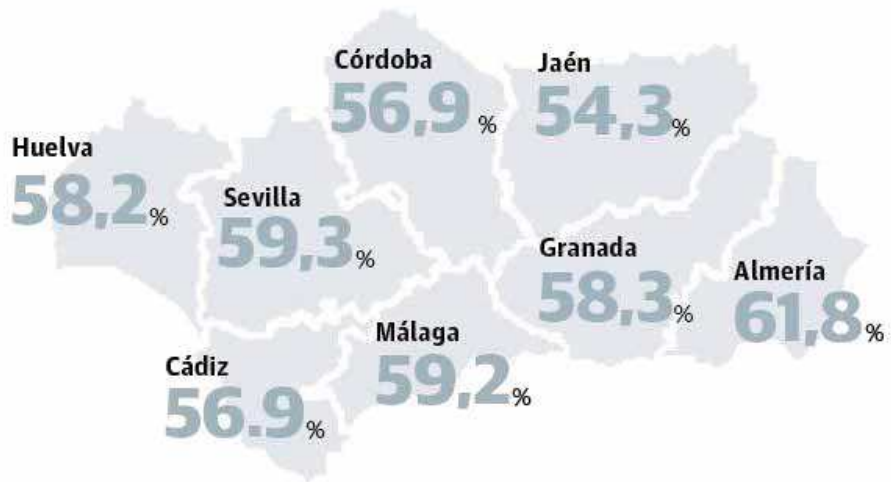 Córdoba
56,9 %
Jaén
54,3%
Huelva
58,2%
Sevilla
59,3%
Granada
58,3%
Almería
61,8%
Málaga
59,2%
Cádiz
56.9%